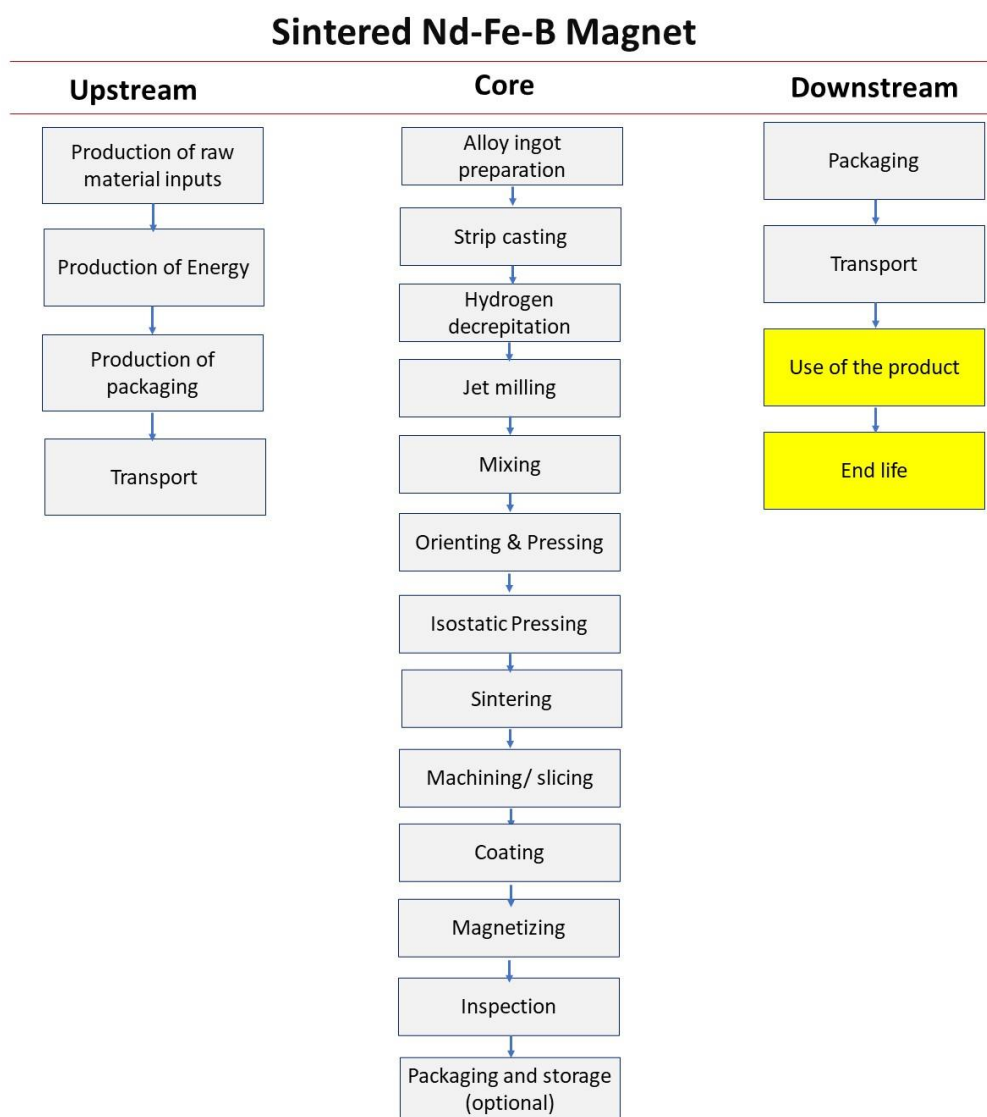 Sintered Nd-Fe-B Magnet
Upstream
Core
Downstream
Production of raw
material inputs
Production of Energy
Production of
packaging
Transport
Alloy ingot
preparation
Strip casting
Hydrogen
decrepitation
Jet milling
Mixing
Orienting & Pressing
Isostatic Pressing
Sintering
Machining/ slicing
Coating
Magnetizing
Inspection
Packaging and storage
(optional)
Packaging
Transport
Use of the product
End life